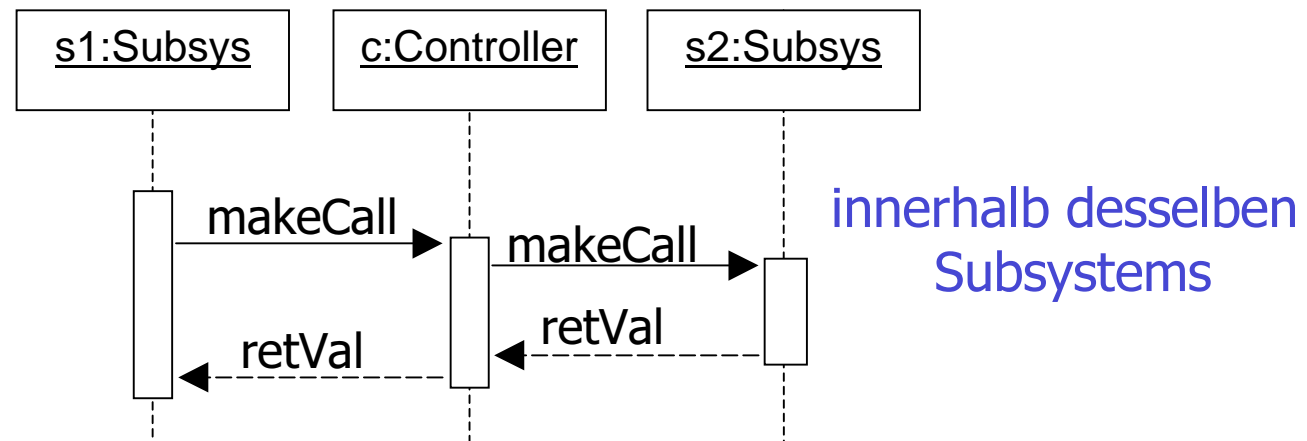 s1:Subsys
c:Controller
s2:Subsys
makeCall
makeCall
retVal
retVal
innerhalb desselben
Subsystems